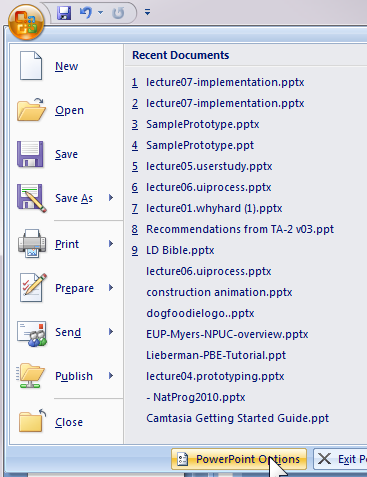 New
Open
Save
Save As
Print
Prepare
Send
Publish
Close
Recent Documents
1 lecture07-implementation.pptx
2 lecture07-implementation.pptx
3 SamplePrototype.pptx
4 SamplePrototype.ppt
5 lecture05.userstudy.pptx
6 lecture06.uiprocess.pptx
7 lecture01.whyhard (1).pptx
8 Recommendations from TA-2 v03.ppt
9 LD Bible.pptx
lecture06.uiprocess.pptx
construction animation.pptx
dogfoodielogo..pptx
EUP-Myers-NPUC-overview.pptx
Lieberman-PBE-Tutorial.ppt
lecture04.prototyping.pptx
- NatProg2010.pptx
Camtasia Getting Started Guide.ppt
PowerPoint Options
Exit P